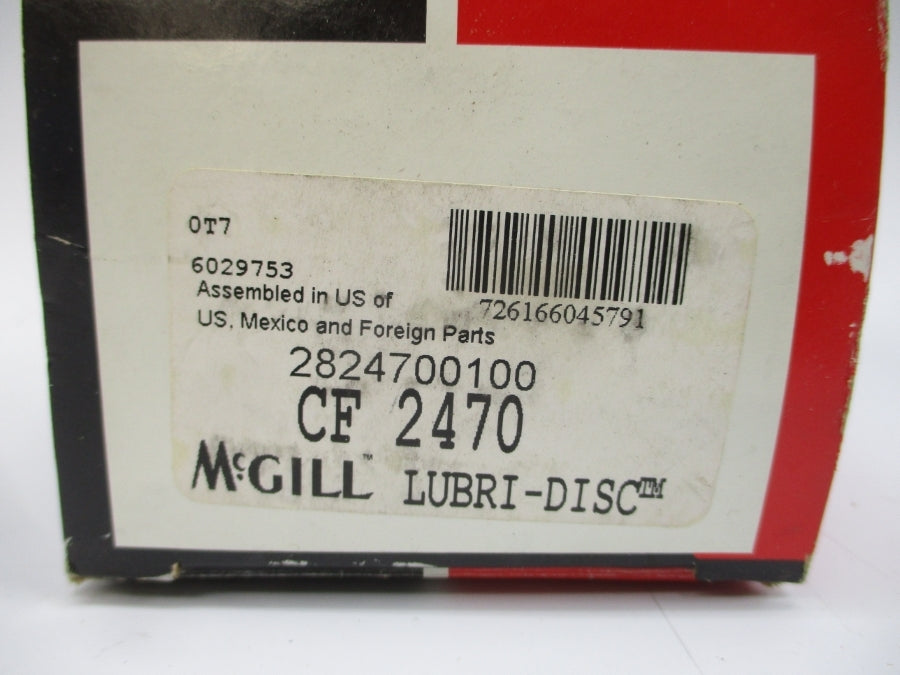 0T7
726166045791
6029753
Assembled in US of
US, Mexico and Foreign Parts
2824700100
CF 2470
McGILL™ LUBRI-DISC™